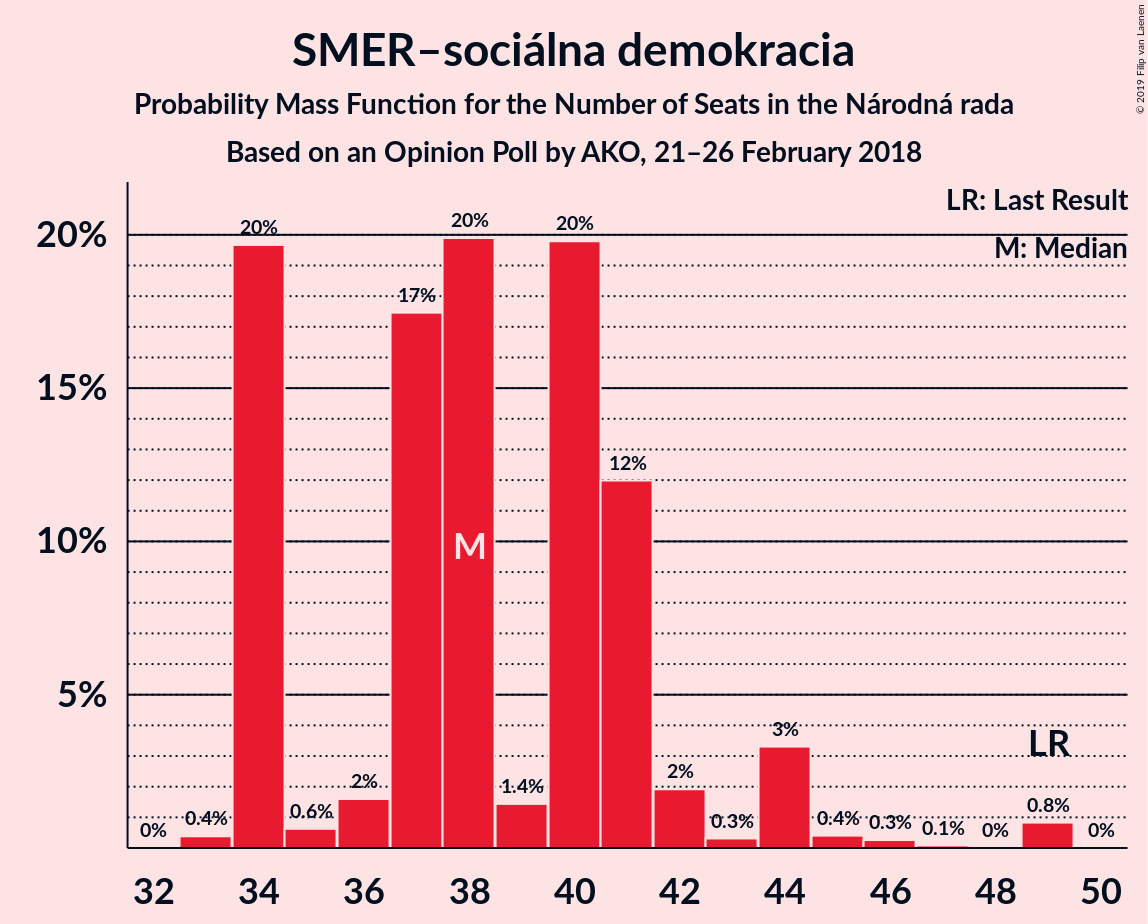 SMER–sociálna demokracia
Probability Mass Function for the Number of Seats in the Národná rada
Based on an Opinion Poll by AKO, 21–26 February 2018
© 2019 Filip van Laenen
LR: Last Result
M: Median
20%
15%
10%
5%
0%
0.4%
20%
0.6%
2%
17%
20%
1.4%
20%
12%
2%
0.3%
3%
0.4%
0.3%
0.1%
0%
0.8%
0%
M
LR
32 34 36 38 40 42 44 46 48 50